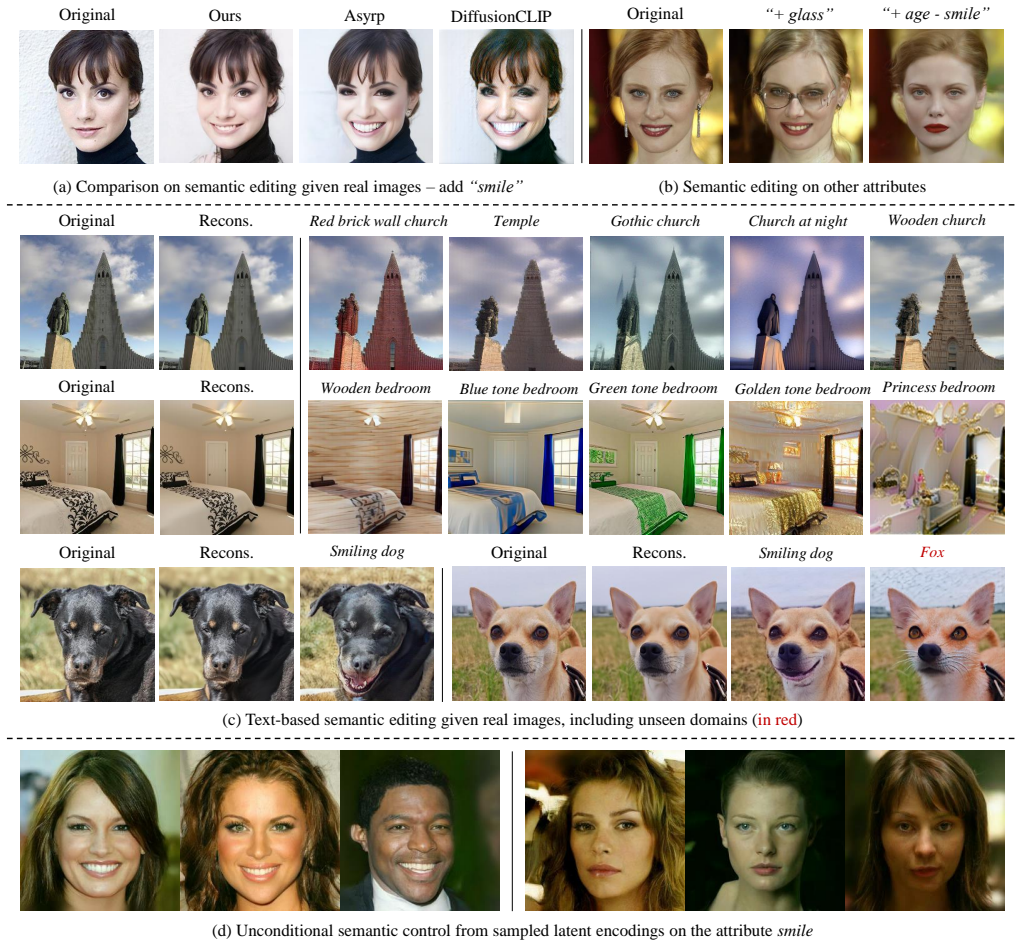 Original Ours Asyrp DiffusionCLIP Original “+ glass” “+ age - smile”
(a) Comparison on semantic editing given real images – add “smile” (b) Semantic editing on other attributes
Original Recons. Red brick wall church Temple Gothic church Church at night Wooden church
Original Recons. Wooden bedroom Blue tone bedroom Green tone bedroom Golden tone bedroom Princess bedroom
Original Recons. Smiling dog Original Recons. Smiling dog Fox
(c) Text-based semantic editing given real images, including unseen domains (in red)
(d) Unconditional semantic control from sampled latent encodings on the attribute smile